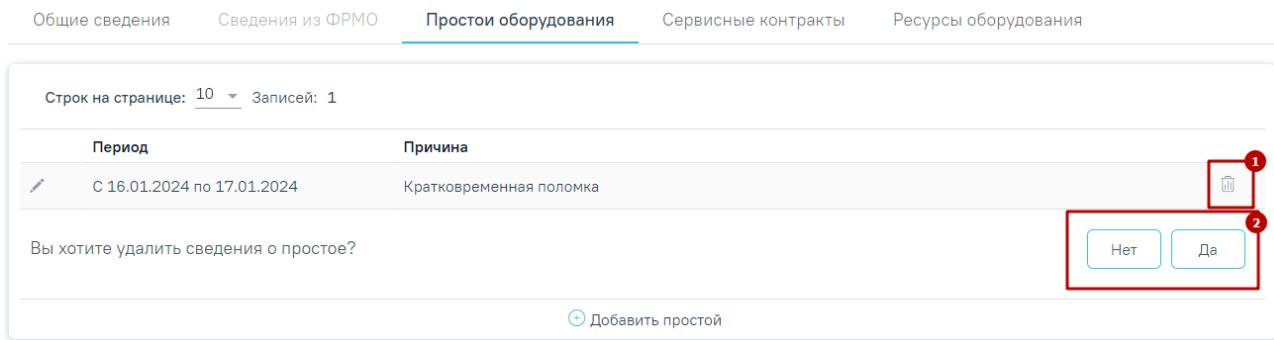 Общие сведения Сведения из ФРМО Простои оборудования Сервисные контракты Ресурсы оборудования
Строк на странице: 10 Записей: 1
Период Причина
1
С 16.01.2024 по 17.01.2024 Кратковременная поломка
2
Вы хотите удалить сведения о простое? Нет Да
Добавить простой